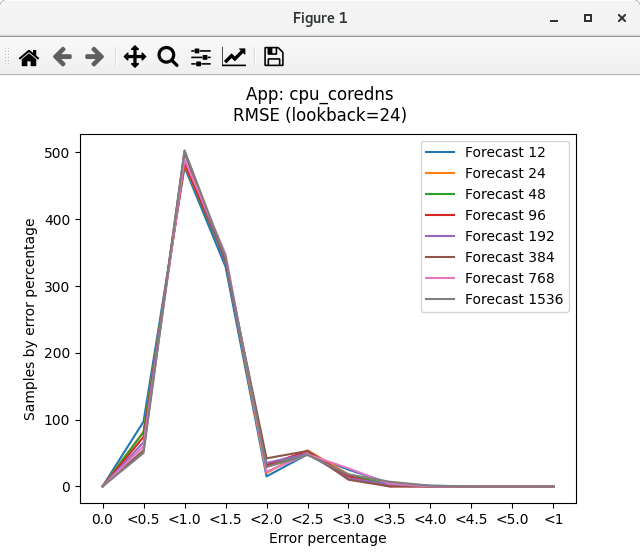 Figure 1
App: cpu_coredns
RMSE (lookback=24)
Samples by error percentage
500
400
300
200
100
0
Forecast 12
Forecast 24
Forecast 48
Forecast 96
Forecast 192
Forecast 384
Forecast 768
Forecast 1536
0.0 <0.5 <1.0 <1.5 <2.0 <2.5 <3.0 <3.5 <4.0 <4.5 <5.0 <1
Error percentage